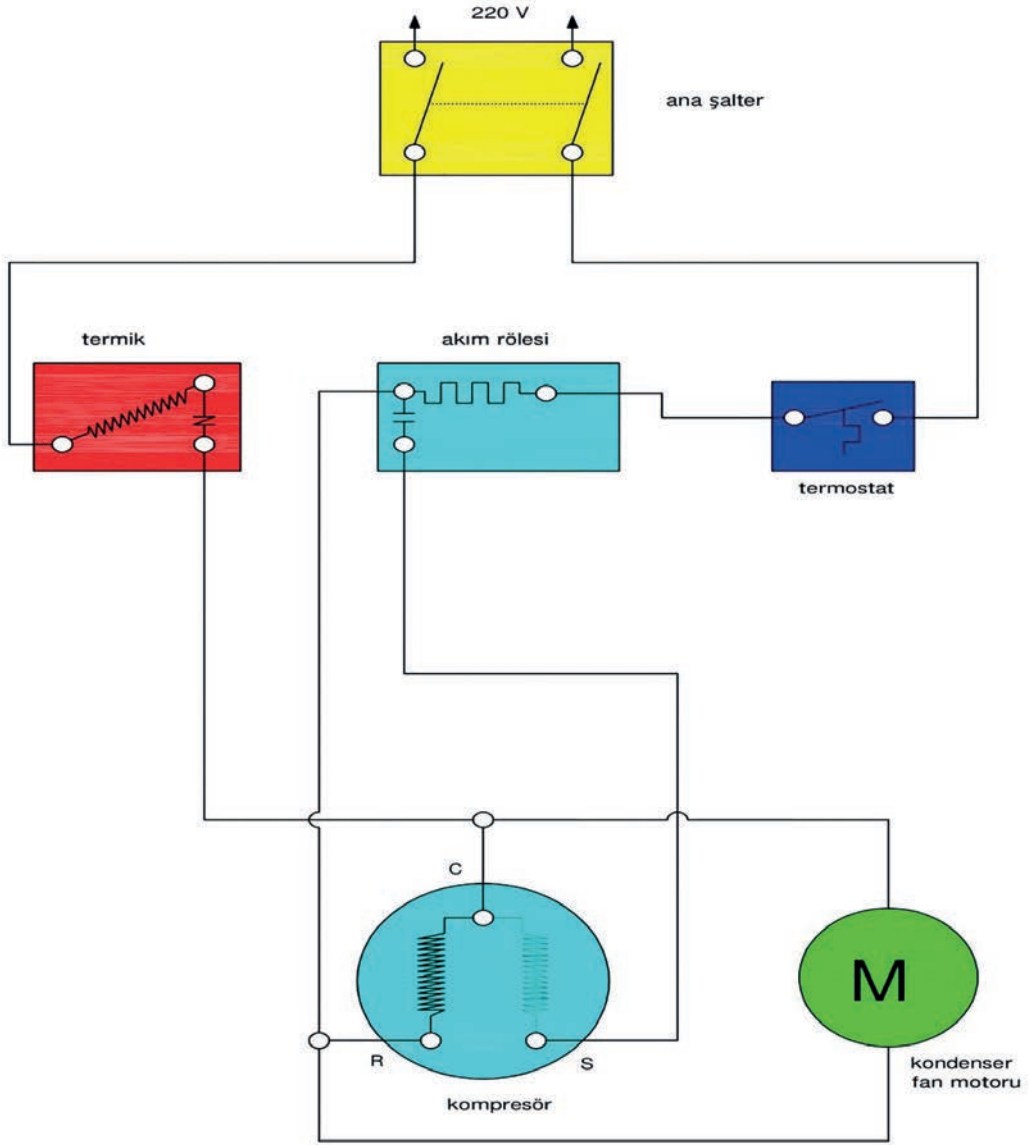 220 V
ana şalter
termik
akım rölesi
termostat
C
R
S
kompresör
M
kondenser
fan motoru